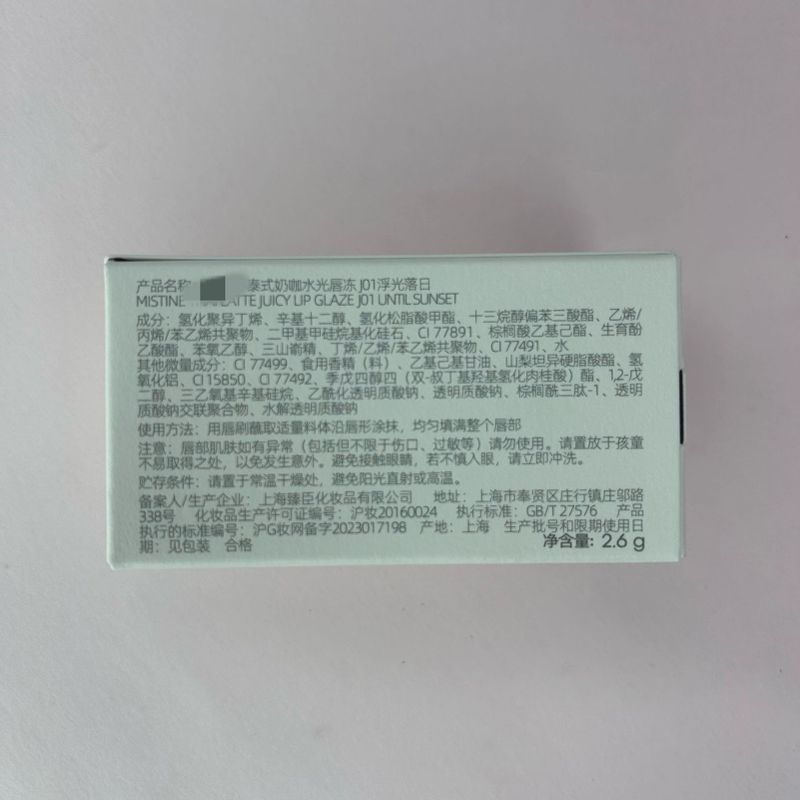 产品名称 泰式奶咖水光唇冻 J01浮光落日
MISTINE LATTE JUICY LIP GLAZE J01 UNTIL SUNSET
成分：氢化聚异丁烯、辛基十二醇、氢化松脂酸甲酯、十三烷醇偏苯三酸酯、乙烯/
丙烯/苯乙烯共聚物、二甲基甲硅烷基化硅石、CI 77891、棕榈酸乙基己酯、生育酚
乙酸酯、苯氧乙醇、三山嵛精、丁烯/乙烯/苯乙烯共聚物、CI 77491、水
其他微量成分：CI 77499、食用香精（料）、乙基己基甘油、山梨坦异硬脂酸酯、氢
氧化铝、CI 15850、CI 77492、季戊四醇四（双-叔丁基羟基氢化肉桂酸）酯、1,2-戊
二醇、三乙氧基辛基硅烷、乙酰化透明质酸钠、透明质酸钠、棕榈酰三肽-1、透明
质酸钠交联聚合物、水解透明质酸钠
使用方法：用唇刷蘸取适量料体沿唇形涂抹，均匀填满整个唇部
注意：唇部肌肤如有异常（包括但不限于伤口、过敏等）请勿使用。请置放于孩童
不易取得之处，以免发生意外。避免接触眼睛，若不慎入眼，请立即冲洗。
贮存条件：请置于常温干燥处，避免阳光直射或高温。
备案人/生产企业：上海臻臣化妆品有限公司 地址：上海市奉贤区庄行镇庄邬路
338号 化妆品生产许可证编号：沪妆20160024 执行标准：GB/T 27576 产品
执行的标准编号：沪G妆网备字2023017198 产地：上海 生产批号和限期使用日
期：见包装 合格 净含量: 2.6 g